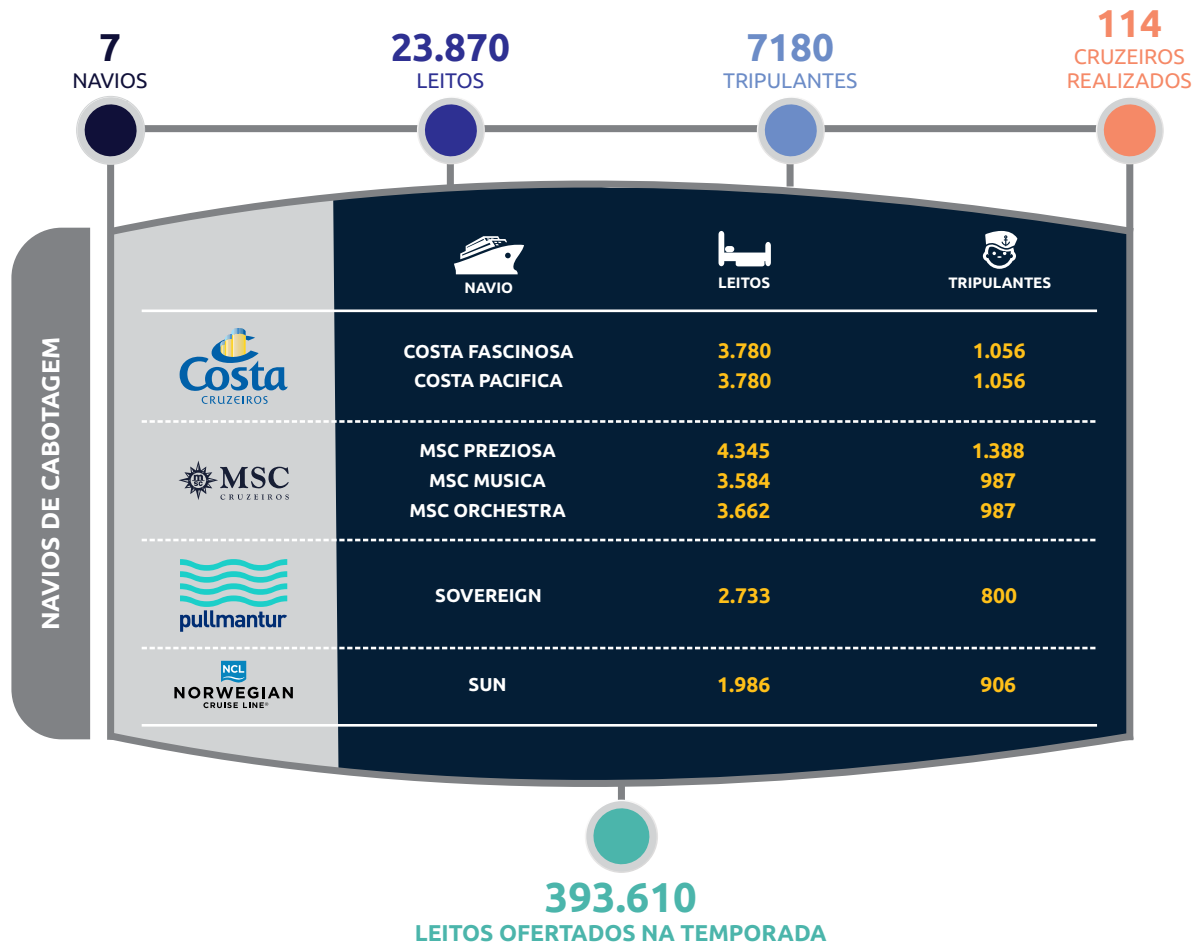 7
NAVIOS
23.870
LEITOS
7180
TRIPULANTES
114
CRUZEIROS
REALIZADOS
NAVIOS DE CABOTAGEM
NAVIO
LEITOS
TRIPULANTES
Costa
CRUZEIROS
COSTA FASCINOSA 3.780 1.056
COSTA PACIFICA 3.780 1.056
MSC
MSC
CRUZEIROS
MSC PREZIOSA 4.345 1.388
MSC MUSICA 3.584 987
MSC ORCHESTRA 3.662 987
pullmantur
SOVEREIGN 2.733 800
NCL
NORWEGIAN
CRUISE LINE®
SUN 1.986 906
393.610
LEITOS OFERTADOS NA TEMPORADA